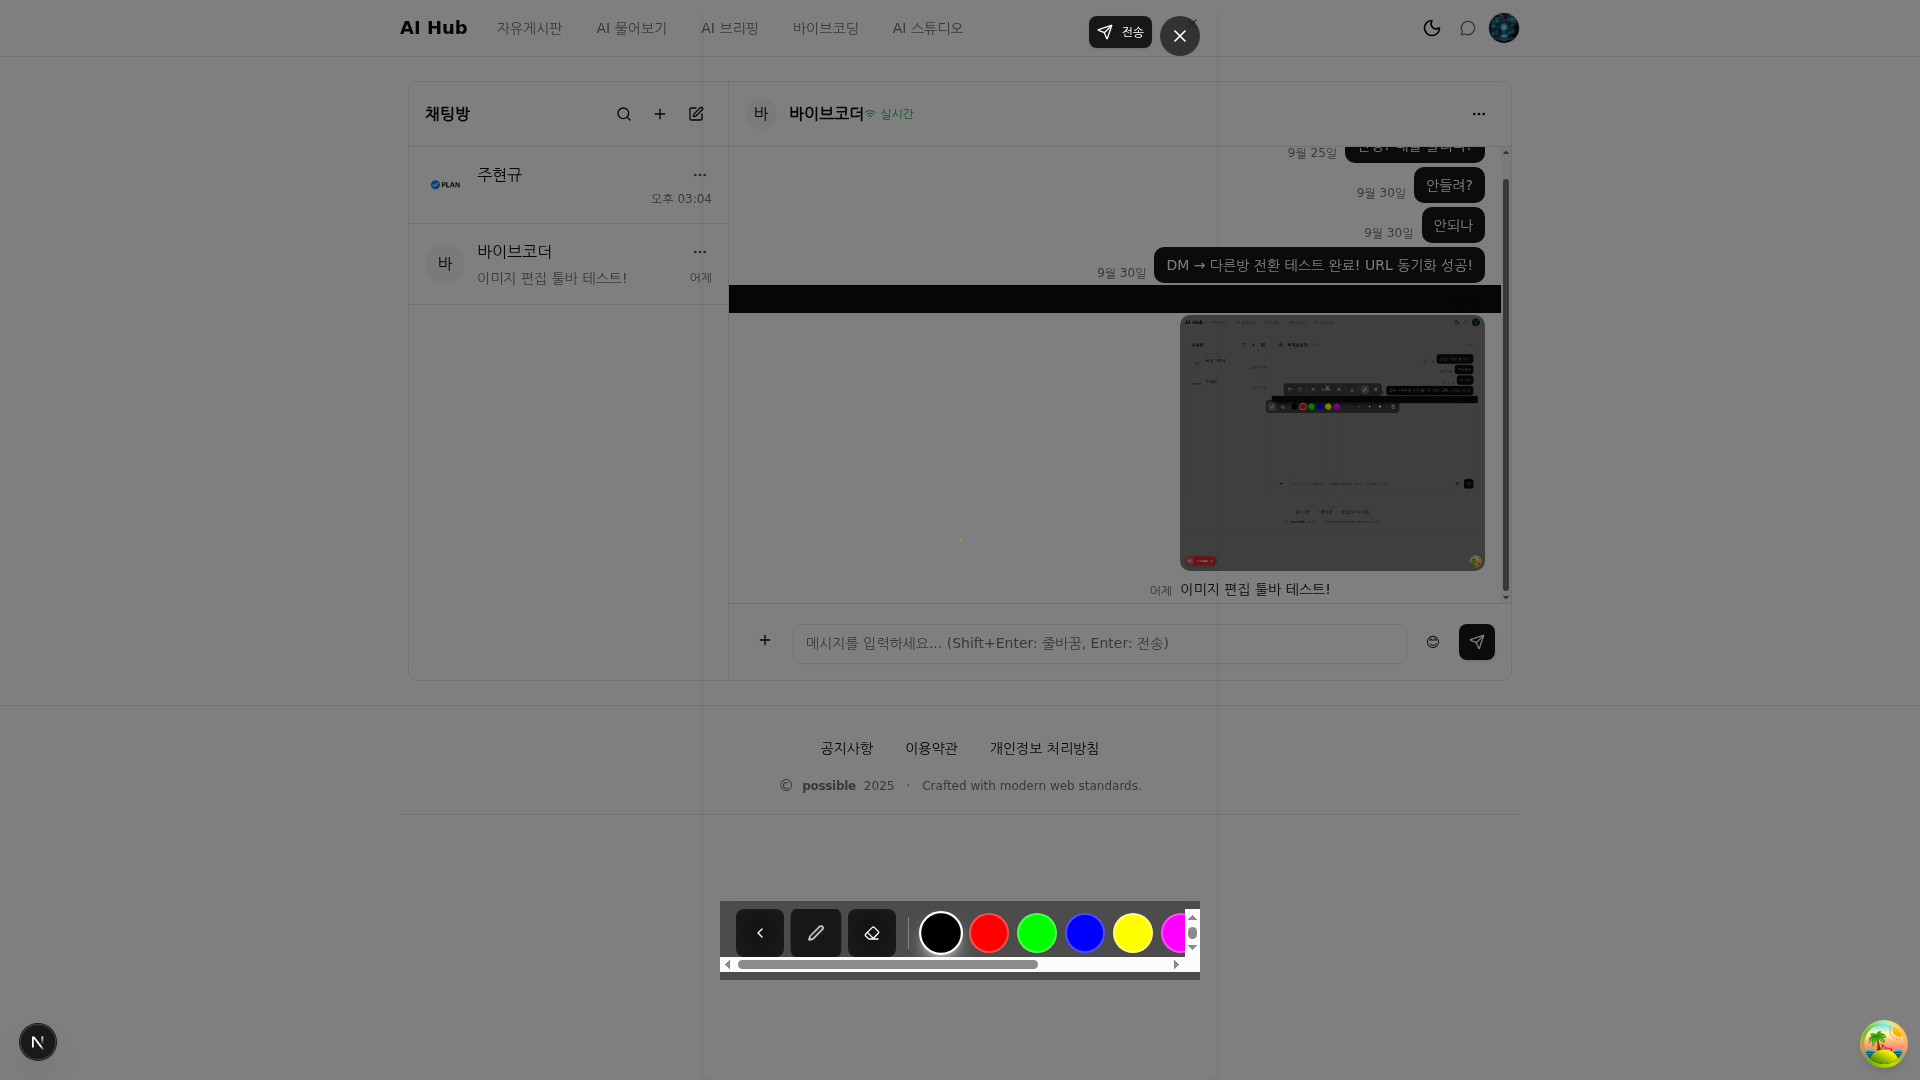 AI Hub 자유게시판 AI 물어보기 AI 브리핑 바이브코딩 AI 스튜디오 전송
채팅방
PLAN 주현규
오후 03:04
바 바이브코더
이미지 편집 툴바 테스트! 어제
바 바이브코더 실시간
9월 25일
9월 30일 안들려?
9월 30일 안되나
9월 30일 DM → 다른방 전환 테스트 완료! URL 동기화 성공!
AI Hub
어제 이미지 편집 툴바 테스트!
메시지를 입력하세요... (Shift+Enter: 줄바꿈, Enter: 전송)
공지사항 이용약관 개인정보 처리방침
© possible 2025 · Crafted with modern web standards.
N